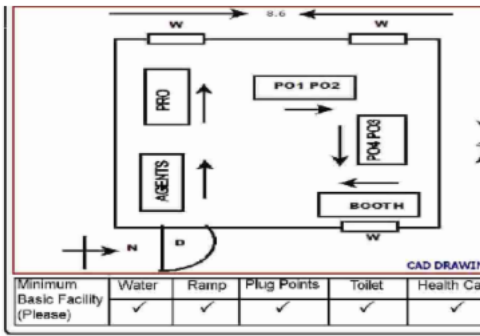 8.6
W W
PO1 PO2
PRO
PO4 PO3
AGENTS
BOOTH
N D W
CAD DRAWIN
Minimum Basic Facility (Please) Water Ramp Plug Points Toilet Health Ca
✓ ✓ ✓ ✓ ✓